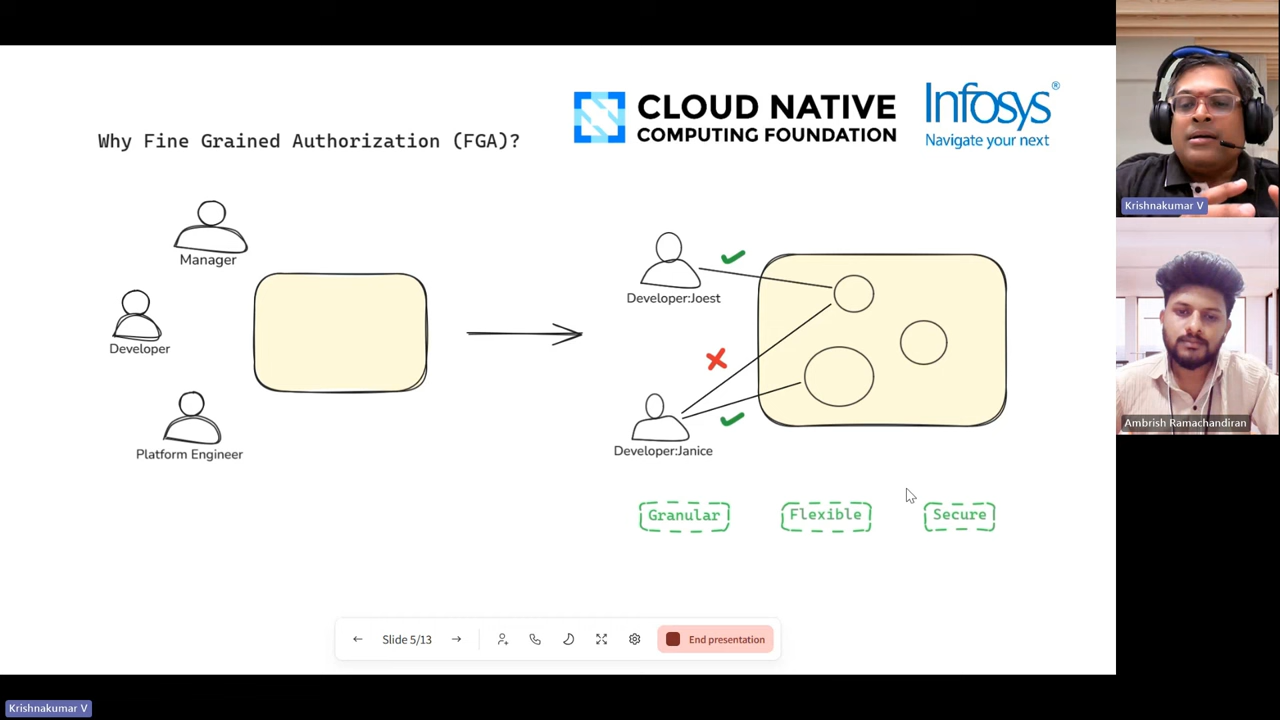 Why Fine Grained Authorization (FGA)?
CLOUD NATIVE
COMPUTING FOUNDATION
Infosys®
Navigate your next
Manager
Developer
Platform Engineer
Developer:Joest
Developer:Janice
Granular
Flexible
Secure
Slide 5/13
End presentation
Krishnakumar V
Ambrish Ramachandiran
Krishnakumar V